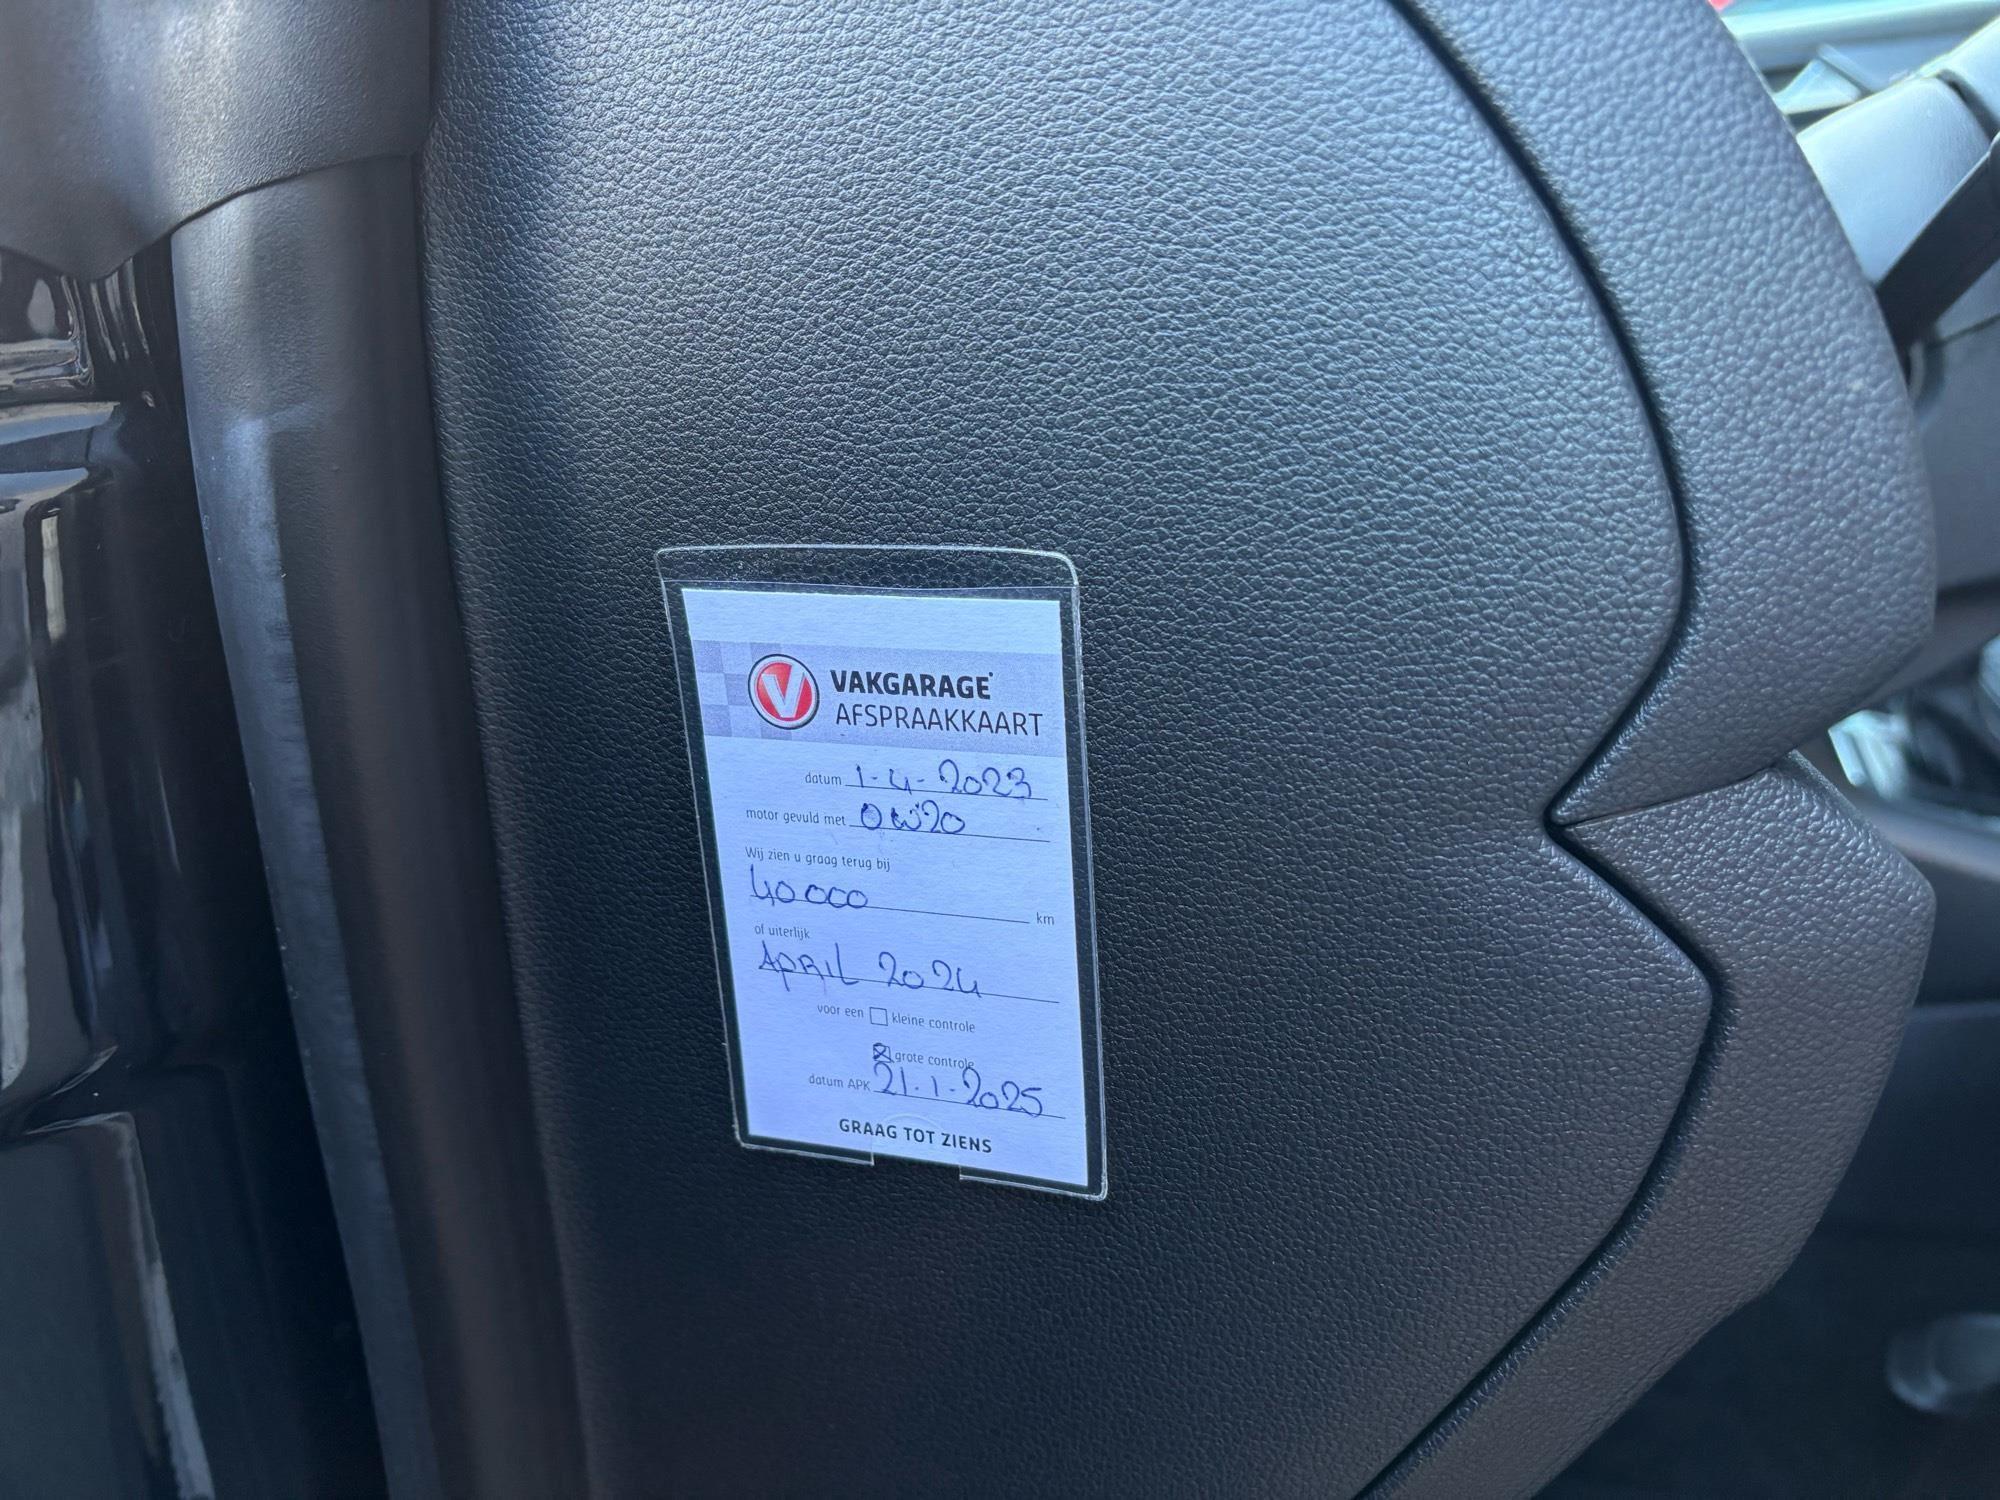 V VAKGARAGE
AFSPRAAKKAART
datum 1-4-2023
motor gevuld met 0W20
Wij zien u graag terug bij
40000 km
of uiterlijk
APRIL 2024
voor een kleine controle
grote controle
datum APK 21-1-2025
GRAAG TOT ZIENS